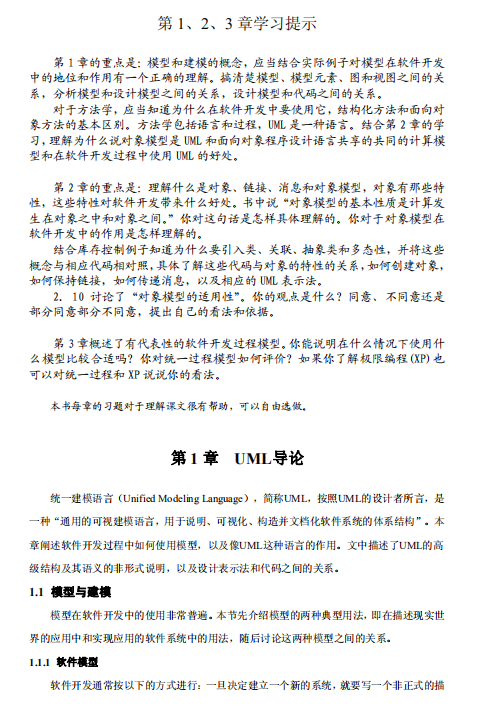 第 1、2、3 章学习提示
第 1 章的重点是：模型和建模的概念，应当结合实际例子对模型在软件开发
中的地位和作用有一个正确的理解。搞清楚模型、模型元素、图和视图之间的关
系，分析模型和设计模型之间的关系，设计模型和代码之间的关系。
对于方法学，应当知道为什么在软件开发中要使用它，结构化方法和面向对
象方法的基本区别。方法学包括语言和过程，UML 是一种语言。结合第 2 章的学
习，理解为什么说对象模型是 UML 和面向对象程序设计语言共享的共同的计算模
型和在软件开发过程中使用 UML 的好处。
第 2 章的重点是：理解什么是对象、链接、消息和对象模型，对象有那些特
性，这些特性对软件开发带来什么好处。书中说“对象模型的基本性质是计算发
生在对象之中和对象之间。”你对这句话是怎样具体理解的。你对于对象模型在
软件开发中的作用是怎样理解的。
结合库存控制例子知道为什么要引入类、关联、抽象类和多态性，并将这些
概念与相应代码相对照，具体了解这些代码与对象的特性的关系，如何创建对象，
如何保持链接，如何传递消息，以及相应的 UML 表示法。
2. 10 讨论了“对象模型的适用性”。你的观点是什么？同意、不同意还是
部分同意部分不同意，提出自己的看法和依据。
第 3 章概述了有代表性的软件开发过程模型。你能说明在什么情况下使用什
么模型比较合适吗？你对统一过程模型如何评价？如果你了解极限编程(XP)也
可以对统一过程和 XP 说说你的看法。
本书每章的习题对于理解课文很有帮助，可以自由选做。
第 1 章 UML导论
统一建模语言（Unified Modeling Language），简称UML，按照UML的设计者所言，是
一种“通用的可视建模语言，用于说明、可视化、构造并文档化软件系统的体系结构”。本
章阐述软件开发过程中如何使用模型，以及像UML这种语言的作用。文中描述了UML的高
级结构及其语义的非形式说明，以及设计表示法和代码之间的关系。
1.1 模型与建模
模型在软件开发中的使用非常普遍。本节先介绍模型的两种典型用法，即在描述现实世
界的应用中和实现应用的软件系统中的用法，随后讨论这两种模型之间的关系。
1.1.1 软件模型
软件开发通常按以下的方式进行：一旦决定建立一个新的系统，就要写一个非正式的描